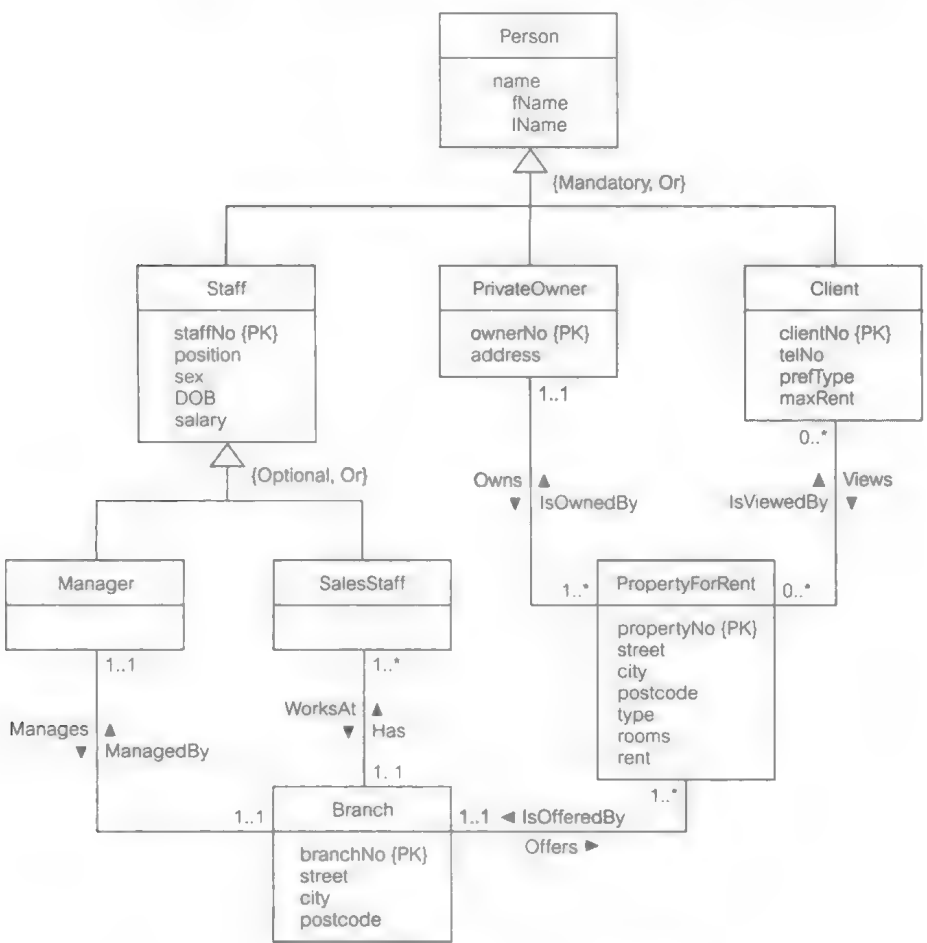 Person
name
fName
lName
{Mandatory, Or}
Staff
staffNo {PK}
position
sex
DOB
salary
PrivateOwner
ownerNo {PK}
address
Client
clientNo {PK}
telNo
prefType
maxRent
1..1
0..*
{Optional, Or}
Owns ▲
▼ IsOwnedBy
▲ Views
IsViewedBy ▼
Manager
SalesStaff
1..*
PropertyForRent
0..*
propertyNo {PK}
street
city
postcode
type
rooms
rent
1..1
1..*
WorksAt ▲
▼ Has
Manages ▲
▼ ManagedBy
1..1
1..*
1..1
Branch
1..1 ◄ IsOfferedBy
Offers ►
branchNo {PK}
street
city
postcode